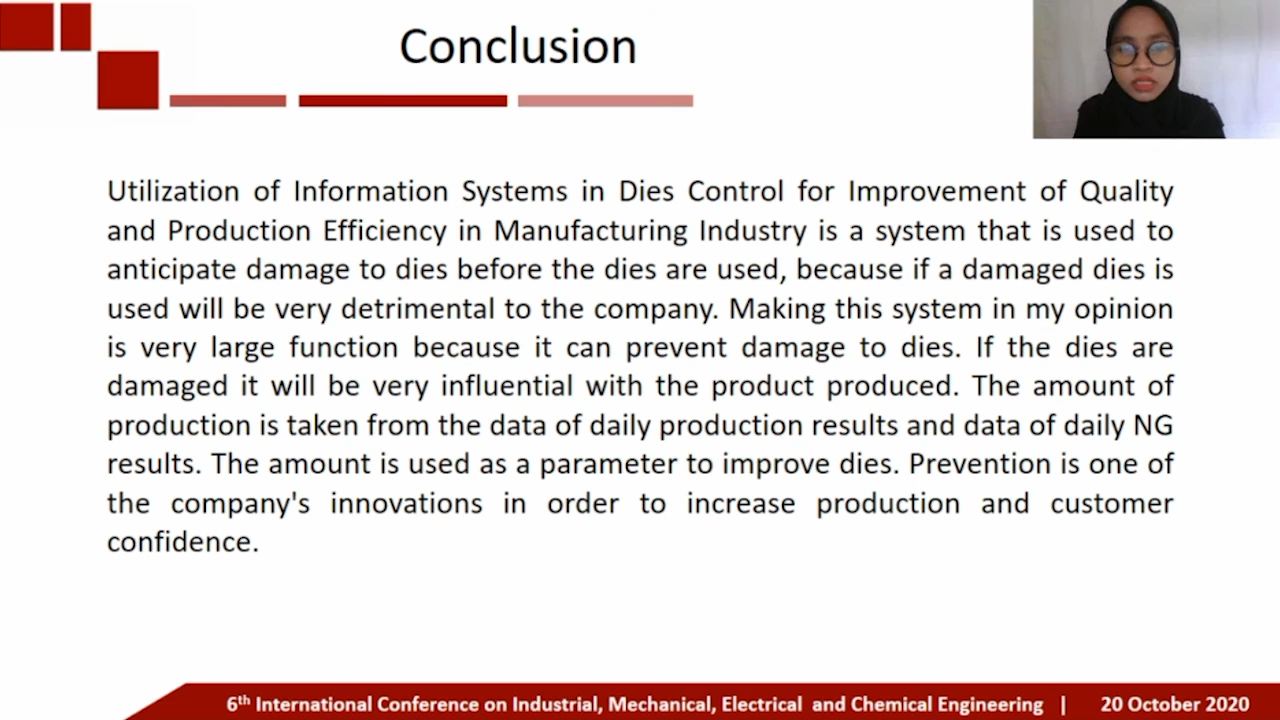 Conclusion
Utilization of Information Systems in Dies Control for Improvement of Quality
and Production Efficiency in Manufacturing Industry is a system that is used to
anticipate damage to dies before the dies are used, because if a damaged dies is
used will be very detrimental to the company. Making this system in my opinion
is very large function because it can prevent damage to dies. If the dies are
damaged it will be very influential with the product produced. The amount of
production is taken from the data of daily production results and data of daily NG
results. The amount is used as a parameter to improve dies. Prevention is one of
the company's innovations in order to increase production and customer
confidence.
6th International Conference on Industrial, Mechanical, Electrical and Chemical Engineering | 20 October 2020